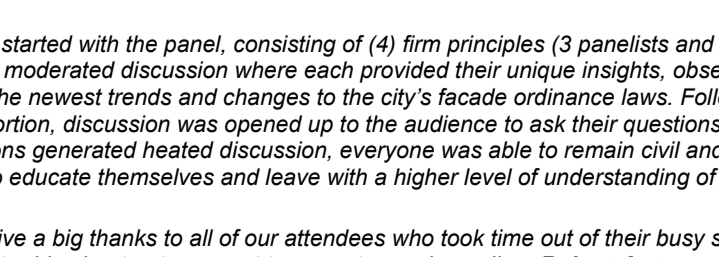 started with the panel, consisting of (4) firm principles (3 panelists and
moderated discussion where each provided their unique insights, obse
he newest trends and changes to the city's facade ordinance laws. Follo
ortion, discussion was opened up to the audience to ask their questions
ons generated heated discussion, everyone was able to remain civil and
o educate themselves and leave with a higher level of understanding of
ive a big thanks to all of our attendees who took time out of their busy s